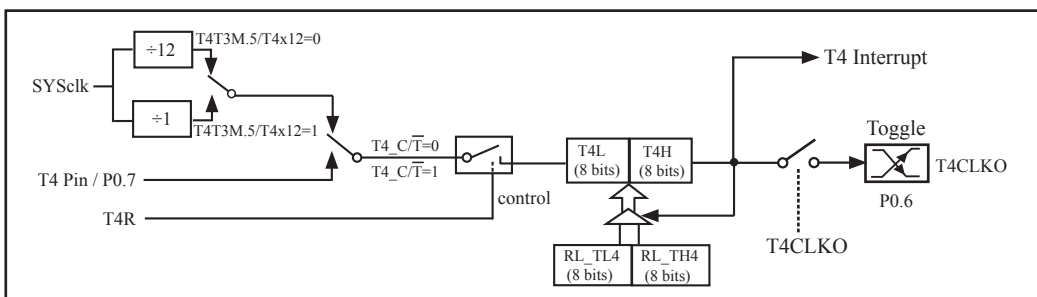 ÷12
T4T3M.5/T4x12=0
SYSclk
÷1
T4T3M.5/T4x12=1
T4_C/T̅=0
T4_C/T̅=1
T4 Pin / P0.7
T4R
control
T4L
(8 bits)
T4H
(8 bits)
RL_TL4
(8 bits)
RL_TH4
(8 bits)
T4 Interrupt
Toggle
T4CLKO
P0.6
T4CLKO